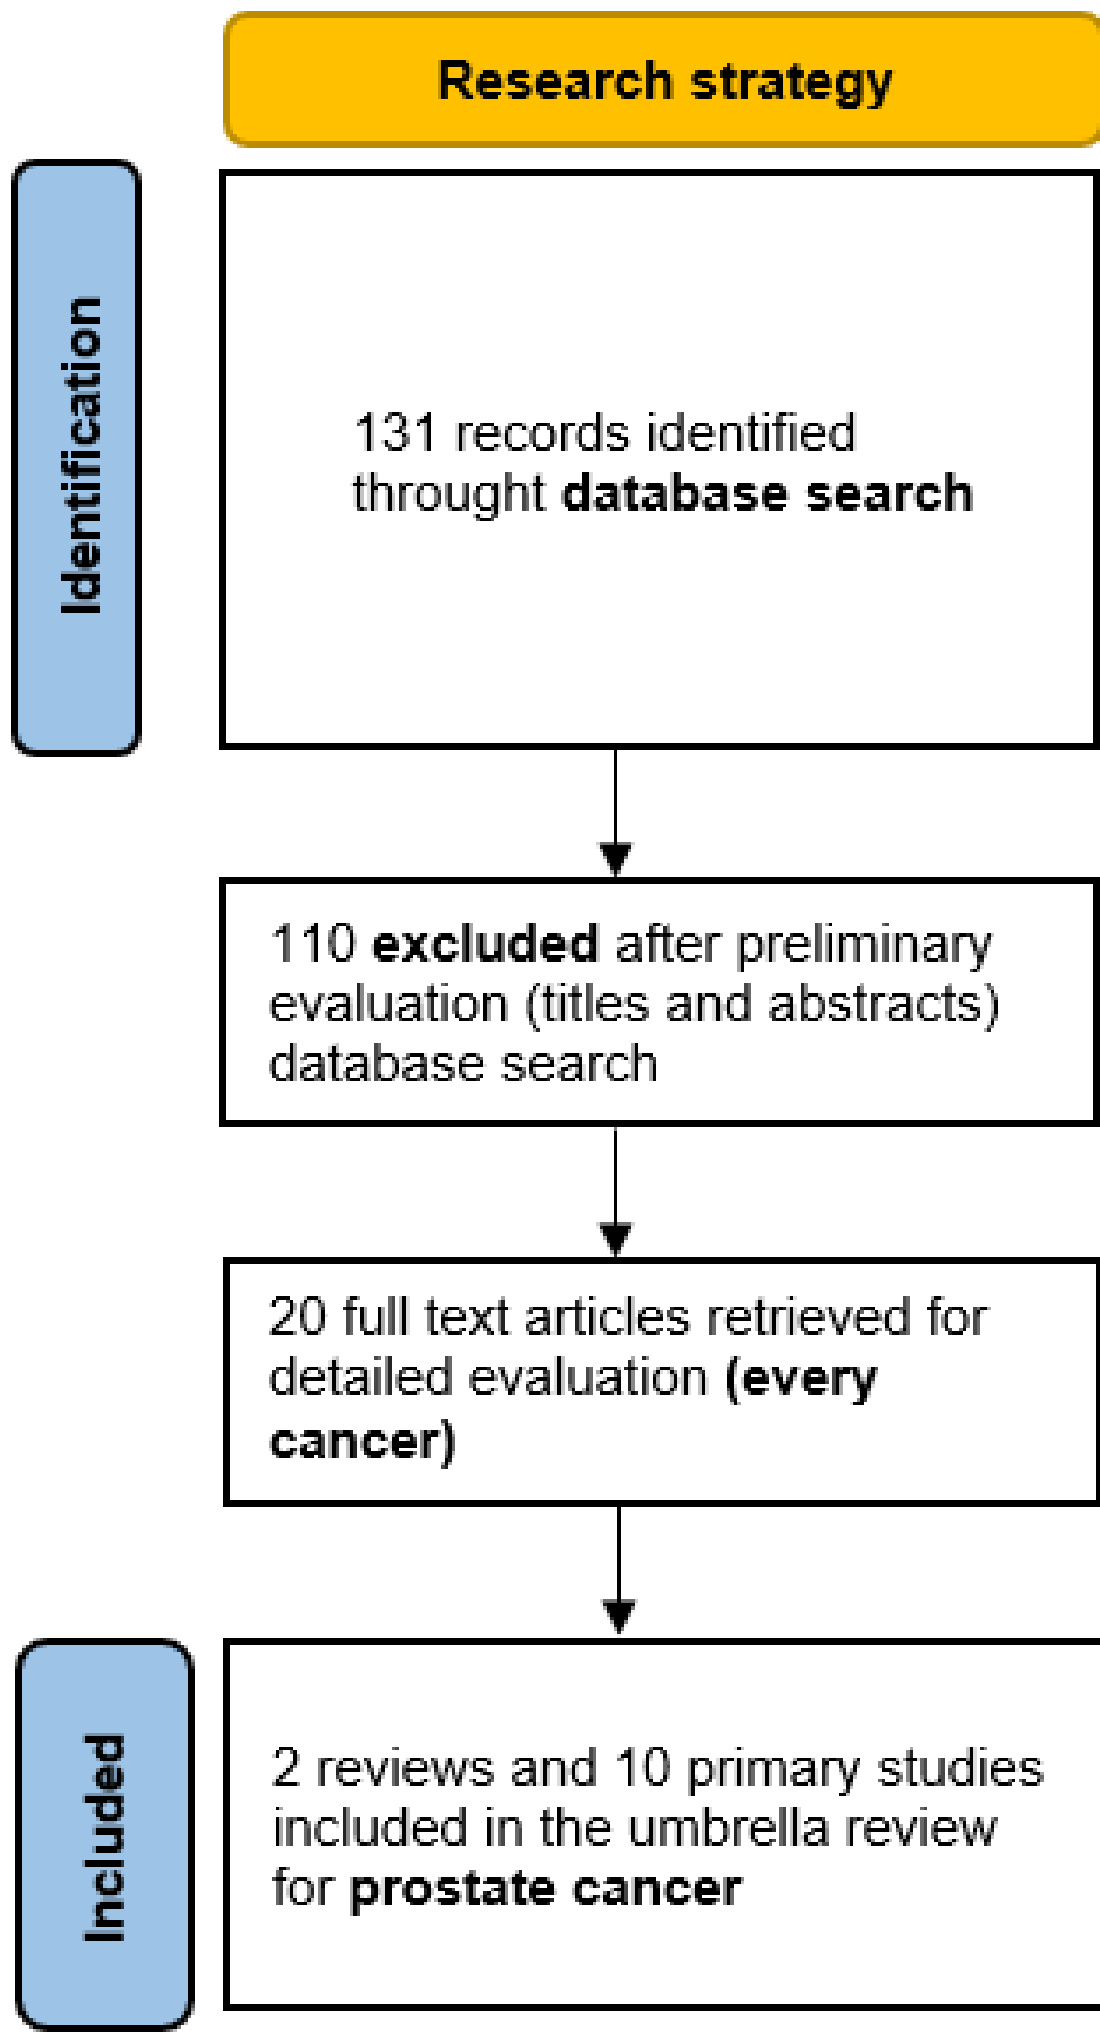 Research strategy
Identification
131 records identified
throught database search
110 excluded after preliminary
evaluation (titles and abstracts)
database search
20 full text articles retrieved for
detailed evaluation (every
cancer)
Included
2 reviews and 10 primary studies
included in the umbrella review
for prostate cancer